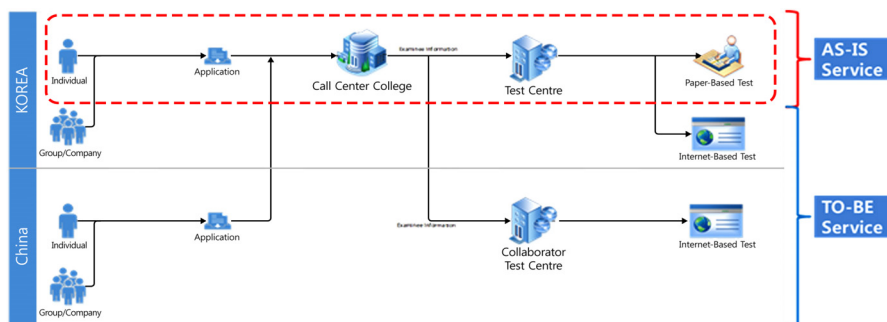 KOREA
Individual
Group/Company
Application
Call Center College
Examinee Information
Test Centre
Paper-Based Test
Internet-Based Test
AS-IS
Service
China
Individual
Group/Company
Application
Examinee Information
Collaborator
Test Centre
Internet-Based Test
TO-BE
Service